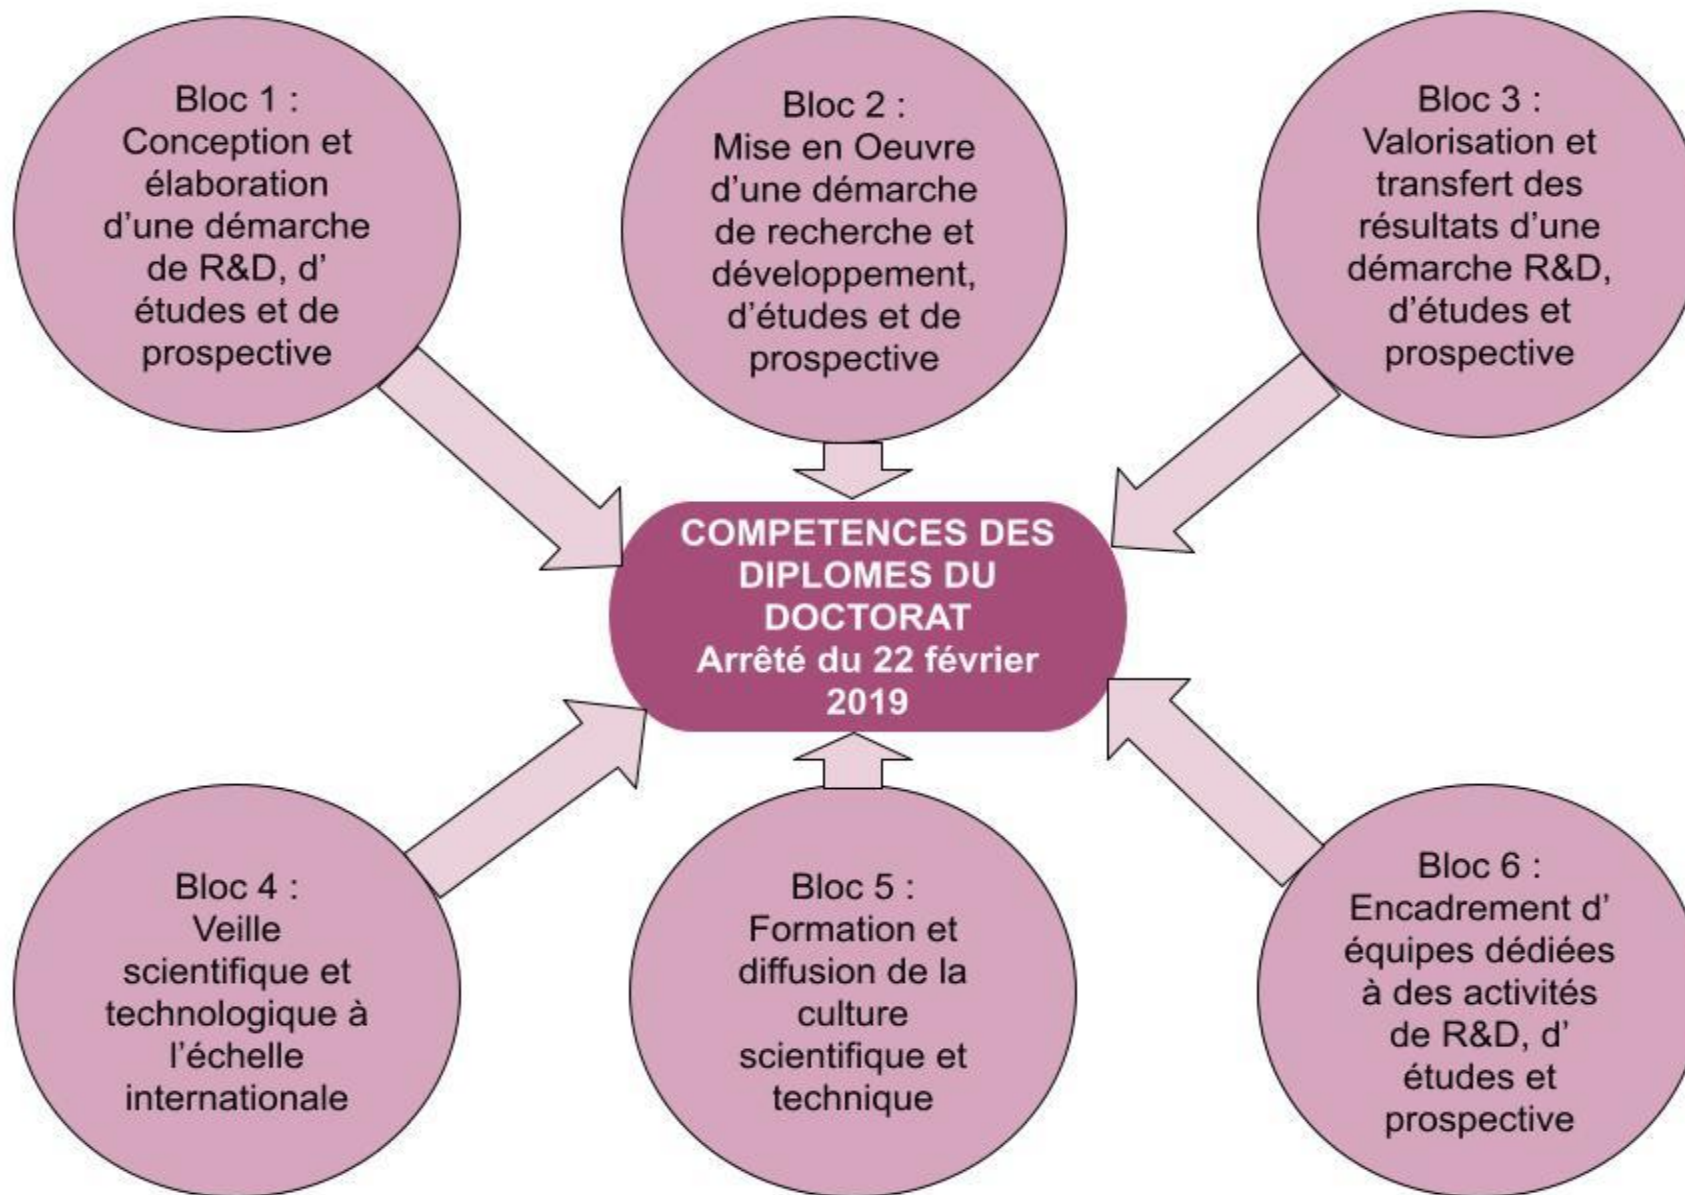 Bloc 1 :
Conception et
élaboration
d’une démarche
de R&D, d’
études et de
prospective
Bloc 2 :
Mise en Oeuvre
d’une démarche
de recherche et
développement,
d’études et de
prospective
Bloc 3 :
Valorisation et
transfert des
résultats d’une
démarche R&D,
d’études et
prospective
COMPETENCES DES
DIPLOMES DU
DOCTORAT
Arrêté du 22 février
2019
Bloc 4 :
Veille
scientifique et
technologique à
l’échelle
internationale
Bloc 5 :
Formation et
diffusion de la
culture
scientifique et
technique
Bloc 6 :
Encadrement d’
équipes dédiées
à des activités
de R&D, d’
études et
prospective